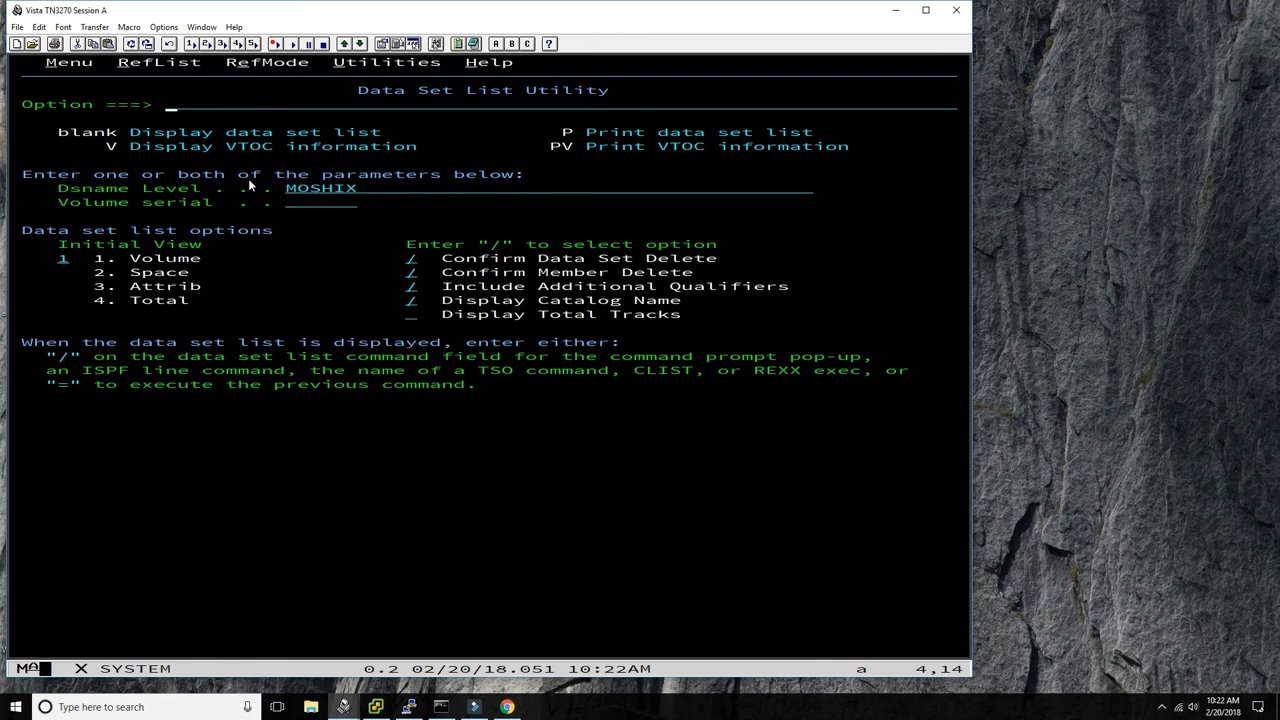 Vista TN3270 Session A
File Edit Font Transfer Macro Options Window Help
1 2 3 4 5 A B C ?
Menu RefList RefMode Utilities Help
Data Set List Utility
Option ===>
blank Display data set list P Print data set list
V Display VTOC information PV Print VTOC information
Enter one or both of the parameters below:
Dsname Level . . . MOSHIX
Volume serial . .
Data set list options
Initial View Enter "/" to select option
1 1. Volume / Confirm Data Set Delete
2. Space / Confirm Member Delete
3. Attrib / Include Additional Qualifiers
4. Total / Display Catalog Name
_ Display Total Tracks
When the data set list is displayed, enter either:
"/" on the data set list command field for the command prompt pop-up,
an ISPF line command, the name of a TSO command, CLIST, or REXX exec, or
"=" to execute the previous command.
MA X SYSTEM 0.2 02/20/18.051 10:22AM a 4,14
Type here to search
10:22 AM
2/20/2018